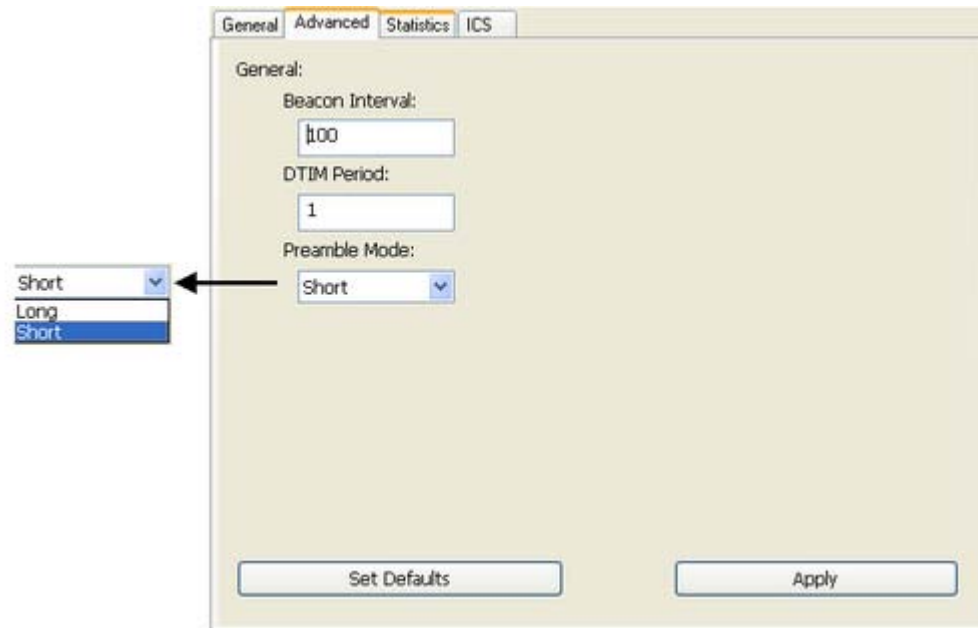 General Advanced Statistics ICS
General:
Beacon Interval:
100
DTIM Period:
1
Preamble Mode:
Short
Short
Long
Short
Set Defaults Apply